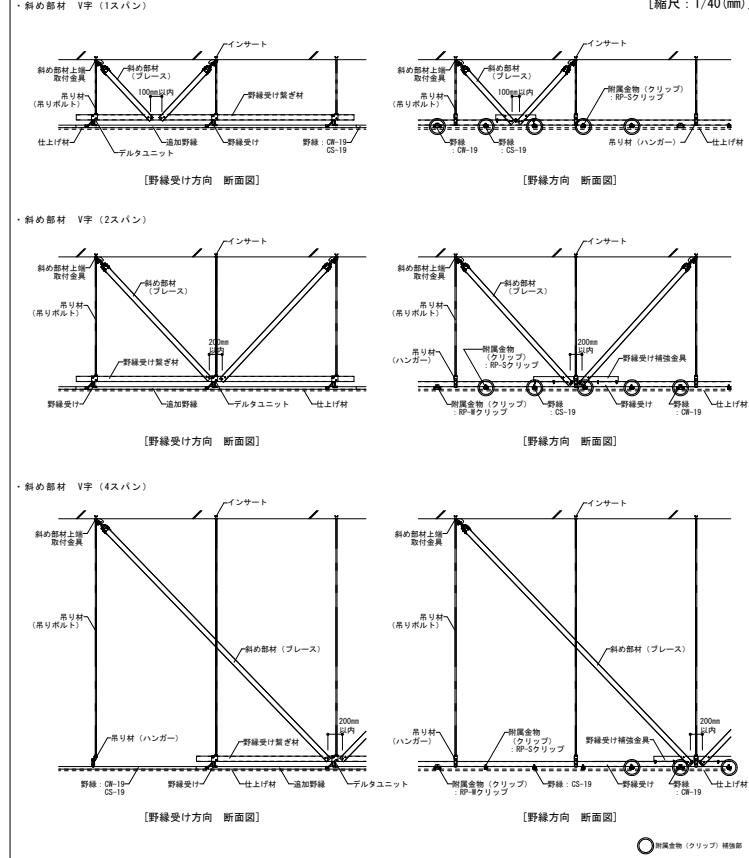 ・斜め部材 V字 (1スパン)
[縮尺：1/40(mm)]
インサート
斜め部材上端
取付金具
斜め部材
(ブレース)
100mm以内
吊り材
(吊りボルト)
野縁受け繋ぎ材
仕上げ材
デルタユニット
追加野縁
野縁受け
野縁：CW-19
CS-19
[野縁受け方向 断面図]
インサート
斜め部材上端
取付金具
斜め部材
(ブレース)
100mm以内
附属金物 (クリップ)
：RP-Sクリップ
吊り材
(吊りボルト)
野縁
：CW-19
野縁
：CS-19
吊り材 (ハンガー)
仕上げ材
[野縁方向 断面図]
・斜め部材 V字 (2スパン)
インサート
斜め部材上端
取付金具
斜め部材
(ブレース)
吊り材
(吊りボルト)
200mm
以内
野縁受け繋ぎ材
野縁受け
追加野縁
デルタユニット
仕上げ材
[野縁受け方向 断面図]
インサート
斜め部材上端
取付金具
斜め部材
(ブレース)
吊り材
(吊りボルト)
200mm
以内
吊り材
(ハンガー)
附属金物
(クリップ)
：RP-Sクリップ
野縁受け補強金具
附属金物 (クリップ)
：RP-Wクリップ
野縁
：CS-19
野縁受け
野縁
：CW-19
仕上げ材
[野縁方向 断面図]
・斜め部材 V字 (4スパン)
インサート
斜め部材上端
取付金具
吊り材
(吊りボルト)
斜め部材 (ブレース)
200mm
以内
吊り材 (ハンガー)
野縁受け繋ぎ材
野縁：CW-19
CS-19
野縁受け
仕上げ材
追加野縁
デルタユニット
[野縁受け方向 断面図]
インサート
斜め部材上端
取付金具
吊り材
(吊りボルト)
斜め部材 (ブレース)
200mm
以内
吊り材
(ハンガー)
附属金物
(クリップ)
：RP-Sクリップ
野縁受け補強金具
附属金物 (クリップ)
：RP-Wクリップ
野縁：CS-19
野縁受け
野縁
：CW-19
仕上げ材
[野縁方向 断面図]
附属金物 (クリップ) 補強部